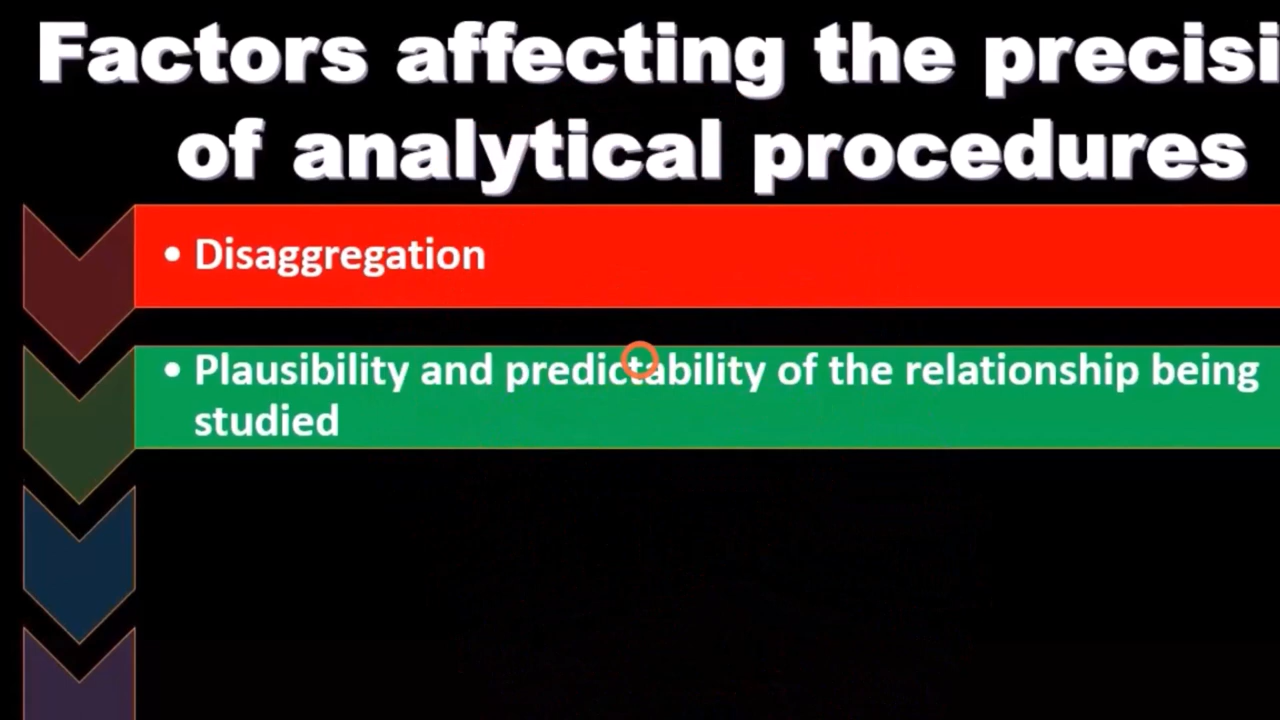 Factors affecting the precisi
of analytical procedures
• Disaggregation
• Plausibility and predictability of the relationship being
studied